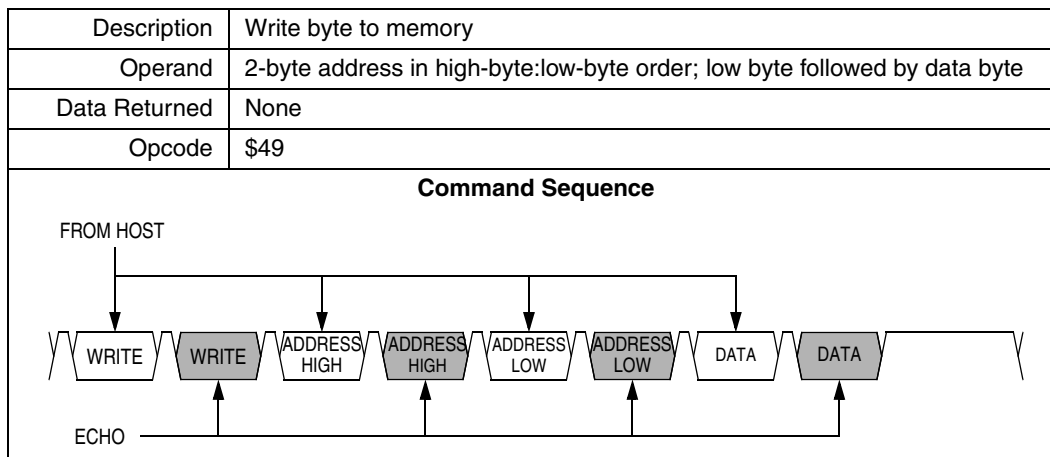 Description Write byte to memory
Operand 2-byte address in high-byte:low-byte order; low byte followed by data byte
Data Returned None
Opcode $49
Command Sequence
FROM HOST
WRITE WRITE ADDRESS HIGH ADDRESS HIGH ADDRESS LOW ADDRESS LOW DATA DATA
ECHO